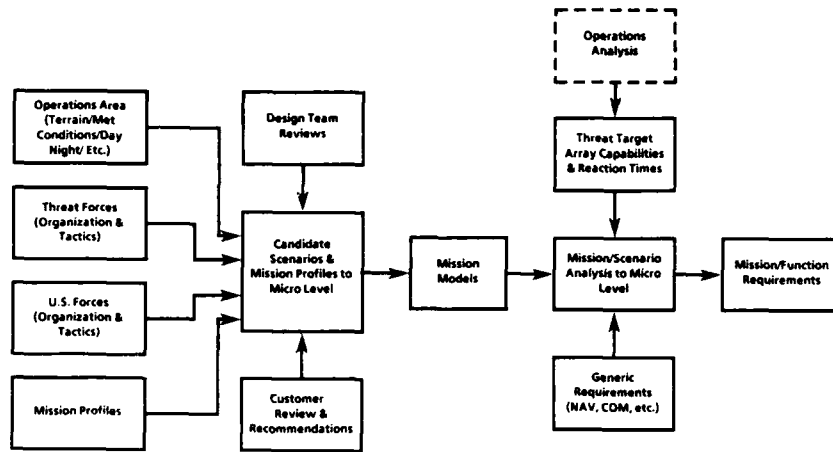 Operations
Analysis
Operations Area
(Terrain/Met
Conditions/Day
Night/ Etc.)
Design Team
Reviews
Threat Target
Array Capabilities
& Reaction Times
Threat Forces
(Organization &
Tactics)
Candidate
Scenarios &
Mission Profiles to
Micro Level
Mission
Models
Mission/Scenario
Analysis to Micro
Level
Mission/Function
Requirements
U.S. Forces
(Organization &
Tactics)
Mission Profiles
Customer
Review &
Recommendations
Generic
Requirements
(NAV, COM, etc.)